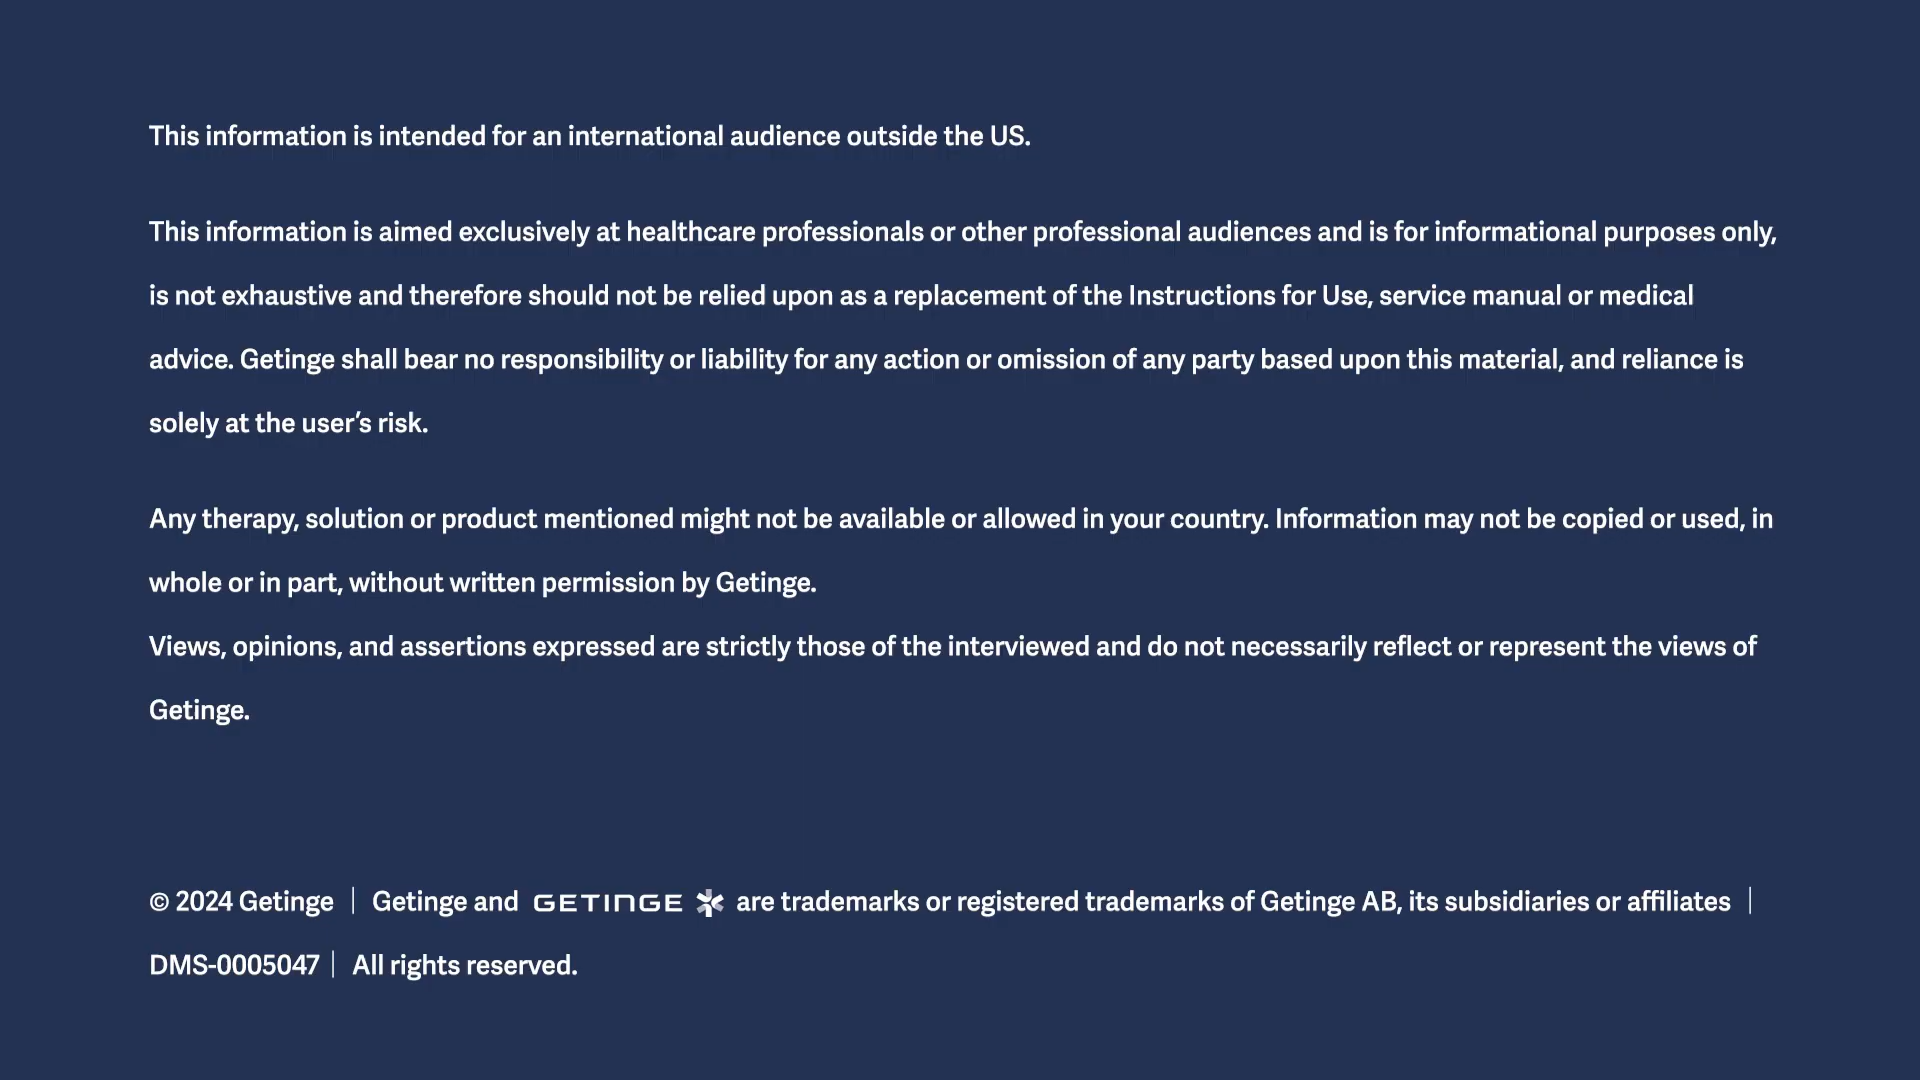 This information is intended for an international audience outside the US.
This information is aimed exclusively at healthcare professionals or other professional audiences and is for informational purposes only,
is not exhaustive and therefore should not be relied upon as a replacement of the Instructions for Use, service manual or medical
advice. Getinge shall bear no responsibility or liability for any action or omission of any party based upon this material, and reliance is
solely at the user’s risk.
Any therapy, solution or product mentioned might not be available or allowed in your country. Information may not be copied or used, in
whole or in part, without written permission by Getinge.
Views, opinions, and assertions expressed are strictly those of the interviewed and do not necessarily reflect or represent the views of
Getinge.
© 2024 Getinge | Getinge and GETINGE are trademarks or registered trademarks of Getinge AB, its subsidiaries or affiliates |
DMS-0005047 | All rights reserved.